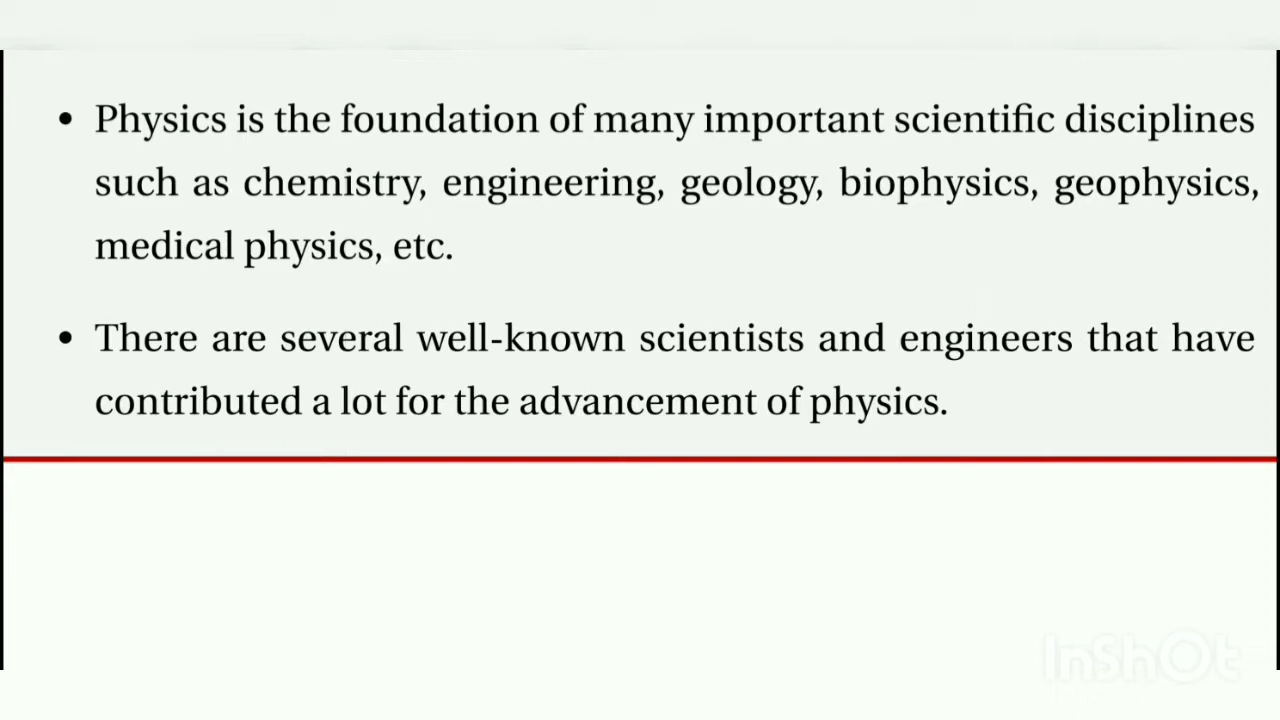 • Physics is the foundation of many important scientific disciplines
such as chemistry, engineering, geology, biophysics, geophysics,
medical physics, etc.
• There are several well-known scientists and engineers that have
contributed a lot for the advancement of physics.
InShOt